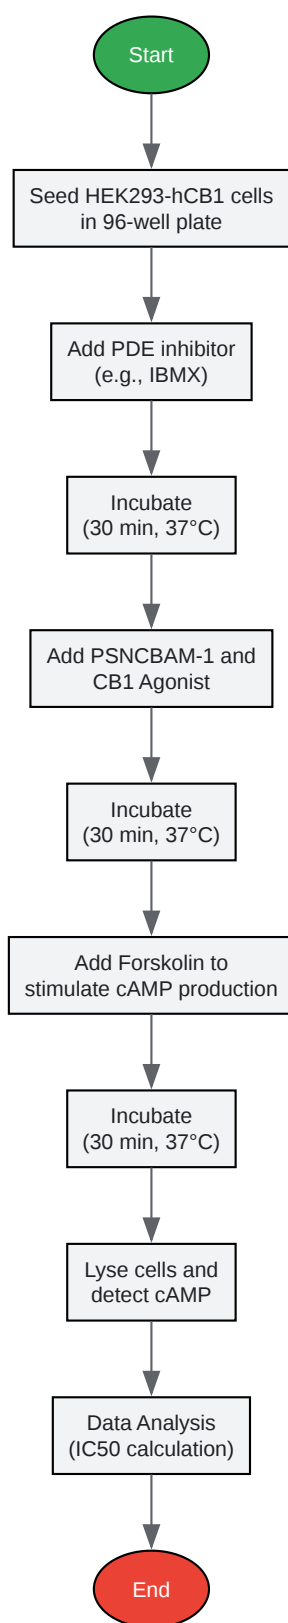 Start
Seed HEK293-hCB1 cells
in 96-well plate
Add PDE inhibitor
(e.g., IBMX)
Incubate
(30 min, 37°C)
Add PSNCBAM-1 and
CB1 Agonist
Incubate
(30 min, 37°C)
Add Forskolin to
stimulate cAMP production
Incubate
(30 min, 37°C)
Lyse cells and
detect cAMP
Data Analysis
(IC50 calculation)
End